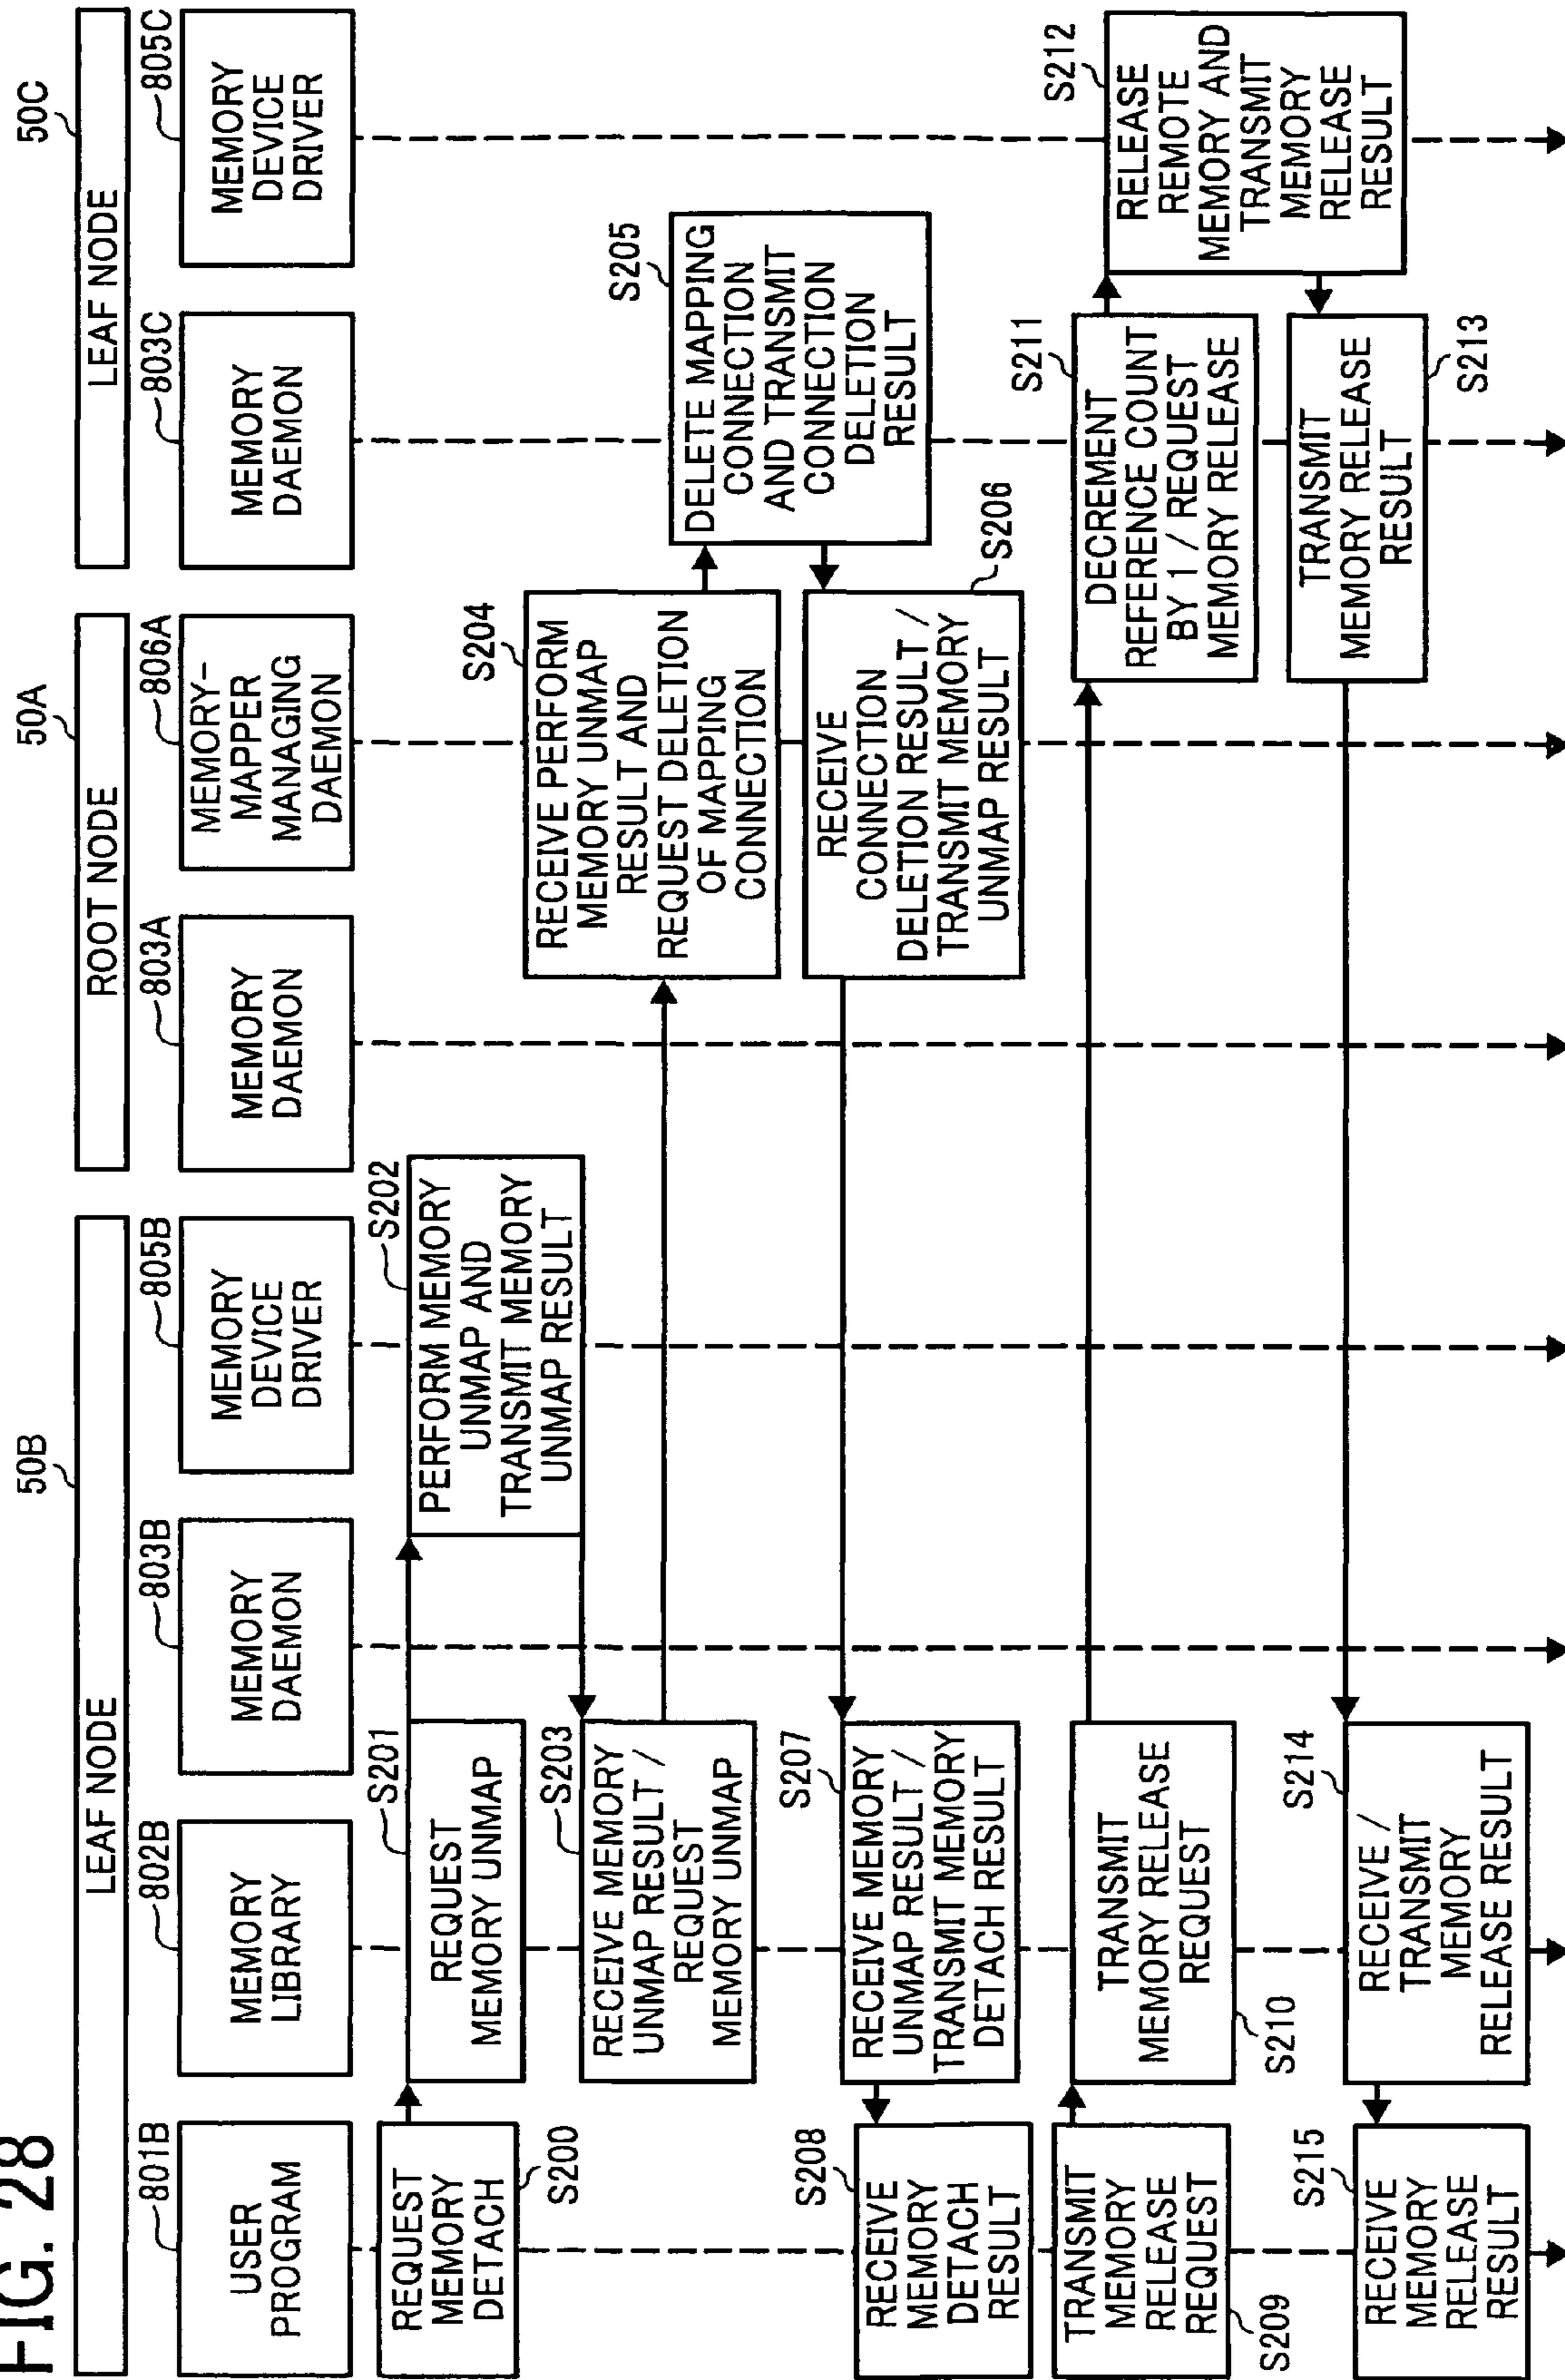 FIG. 28
50B
LEAF NODE
50A
ROOT NODE
50C
LEAF NODE
801B
USER
PROGRAM
802B
MEMORY
LIBRARY
803B
MEMORY
DAEMON
805B
MEMORY
DEVICE
DRIVER
803A
MEMORY
DAEMON
806A
MEMORY-
MAPPER
MANAGING
DAEMON
803C
MEMORY
DAEMON
805C
MEMORY
DEVICE
DRIVER
REQUEST
MEMORY
DETACH
S200
S201
REQUEST
MEMORY UNMAP
S202
PERFORM MEMORY
UNMAP AND
TRANSMIT MEMORY
UNMAP RESULT
S203
RECEIVE MEMORY
UNMAP RESULT /
REQUEST
MEMORY UNMAP
S204
RECEIVE PERFORM
MEMORY UNMAP
RESULT AND
REQUEST DELETION
OF MAPPING
CONNECTION
S205
DELETE MAPPING
CONNECTION
AND TRANSMIT
CONNECTION
DELETION
RESULT
S206
RECEIVE
CONNECTION
DELETION RESULT /
TRANSMIT MEMORY
UNMAP RESULT
S207
RECEIVE MEMORY
UNMAP RESULT /
TRANSMIT MEMORY
DETACH RESULT
S208
RECEIVE
MEMORY
DETACH
RESULT
TRANSMIT
MEMORY
RELEASE
REQUEST
S209
TRANSMIT
MEMORY RELEASE
REQUEST
S210
S211
DECREMENT
REFERENCE COUNT
BY 1 / REQUEST
MEMORY RELEASE
S212
RELEASE
REMOTE
MEMORY AND
TRANSMIT
MEMORY
RELEASE
RESULT
TRANSMIT
MEMORY RELEASE
RESULT
S213
S214
RECEIVE /
TRANSMIT
MEMORY
RELEASE RESULT
S215
RECEIVE
MEMORY
RELEASE
RESULT